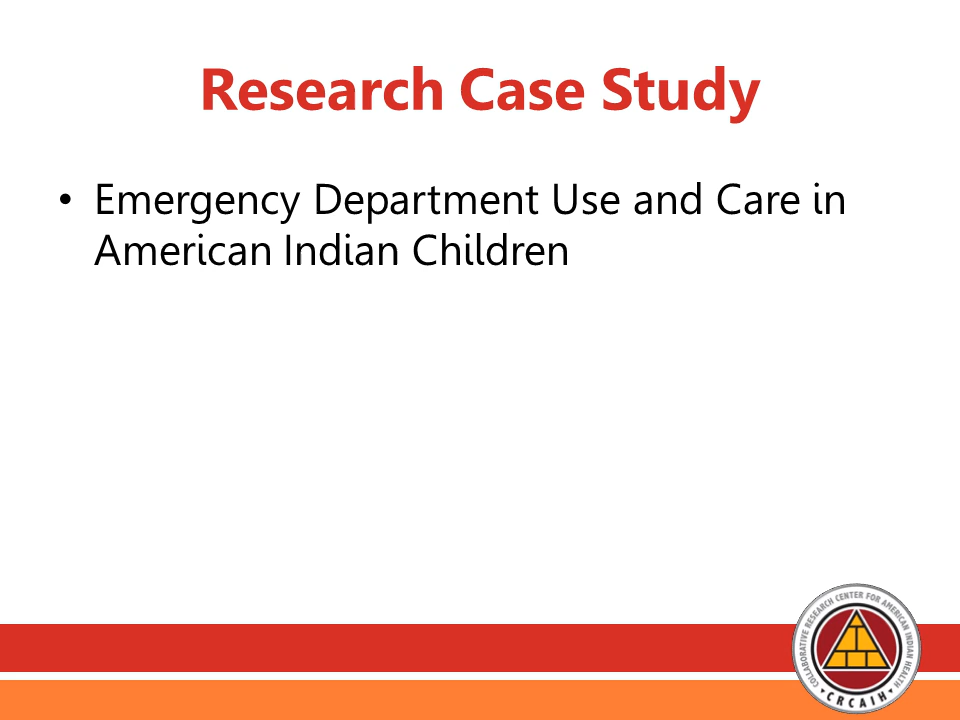 Research Case Study
• Emergency Department Use and Care in
American Indian Children
COLLABORATIVE RESEARCH CENTER FOR AMERICAN INDIAN HEALTH
• CRCAIH •